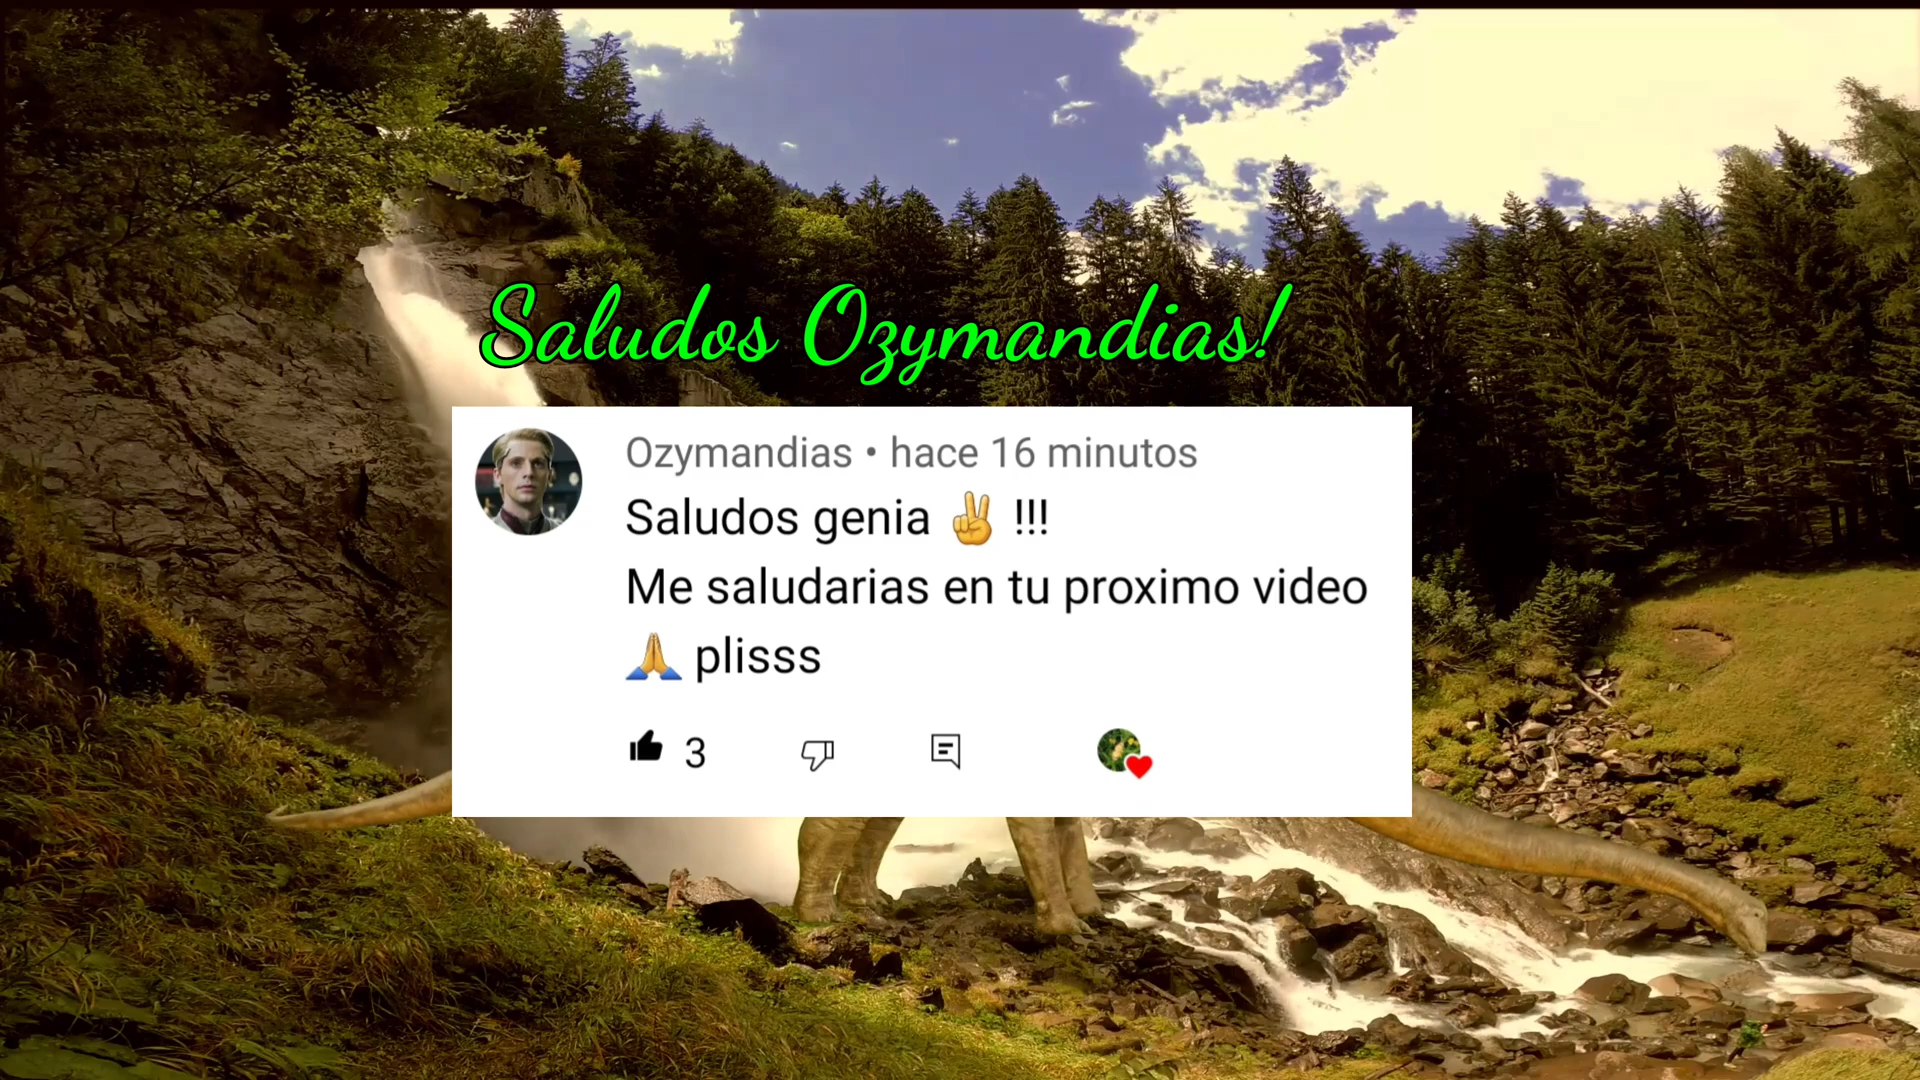 Saludos Ozymandias!
Ozymandias • hace 16 minutos
Saludos genia ✌ !!!
Me saludarias en tu proximo video
🙏 plisss
3